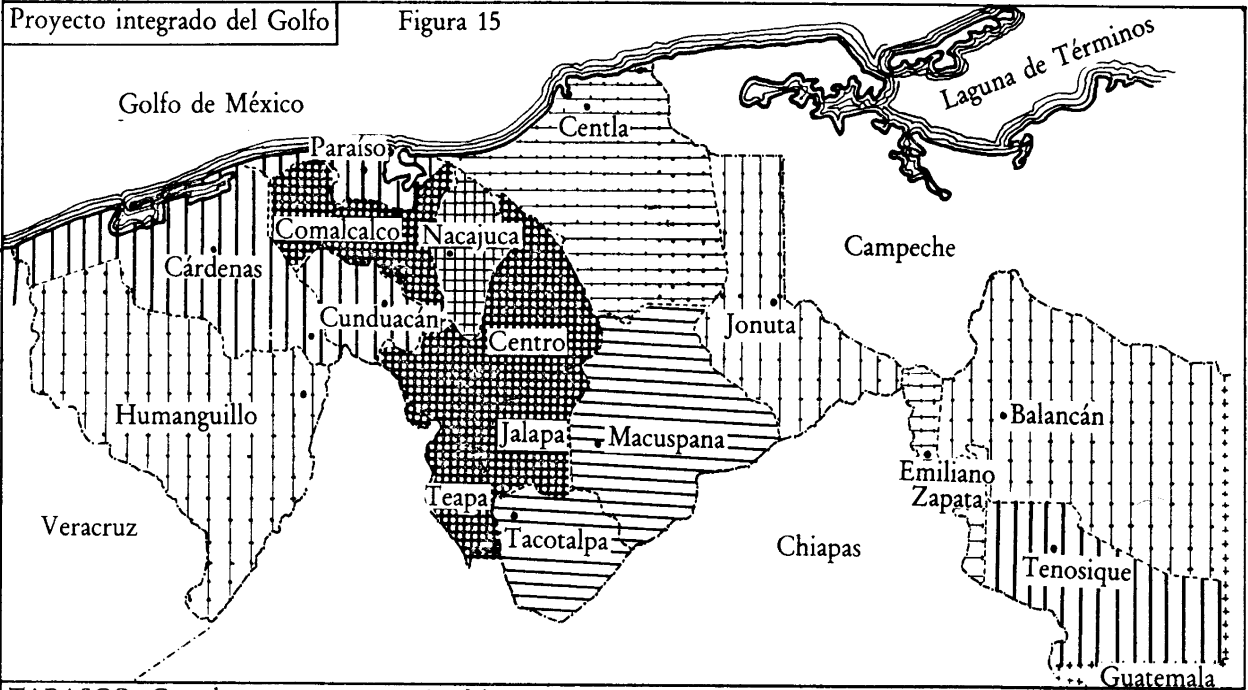 Proyecto integrado del Golfo
Figura 15
Golfo de México
Laguna de Términos
Centla
Paraíso
Comalcalco
Nacajuca
Campeche
Cárdenas
Cunduacán
Centro
Jonuta
Humanguillo
Jalapa
Macuspana
Balancán
Emiliano
Zapata
Teapa
Veracruz
Tacotalpa
Chiapas
Tenosique
Guatemala